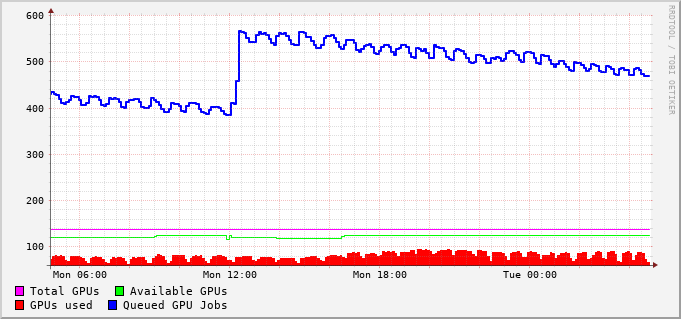 600
500
400
300
200
100
Mon 06:00 Mon 12:00 Mon 18:00 Tue 00:00
Total GPUs Available GPUs
GPUs used Queued GPU Jobs
RRDTOOL / TOBI OETIKER